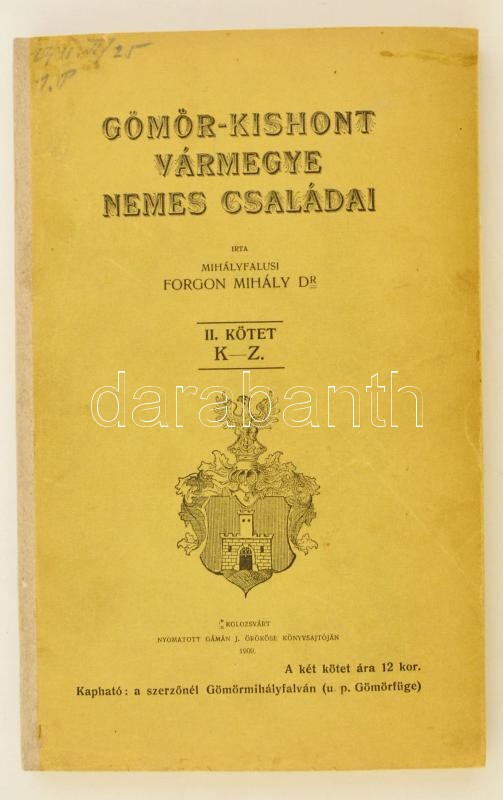 25
GÖMÖR-KISHONT
VÁRMEGYE
NEMES CSALÁDAI
IRTA
MIHÁLYFALUSI
FORGON MIHÁLY DR
II. KÖTET
K—Z.
darabanth
KOLOZSVÁRT
NYOMATOTT GÁMÁN J. ÖRÖKÖSE KÖNYVSAJTÓJÁN
1909.
A két kötet ára 12 kor.
Kapható: a szerzőnél Gömörmihályfalván (u. p. Gömörfüge)